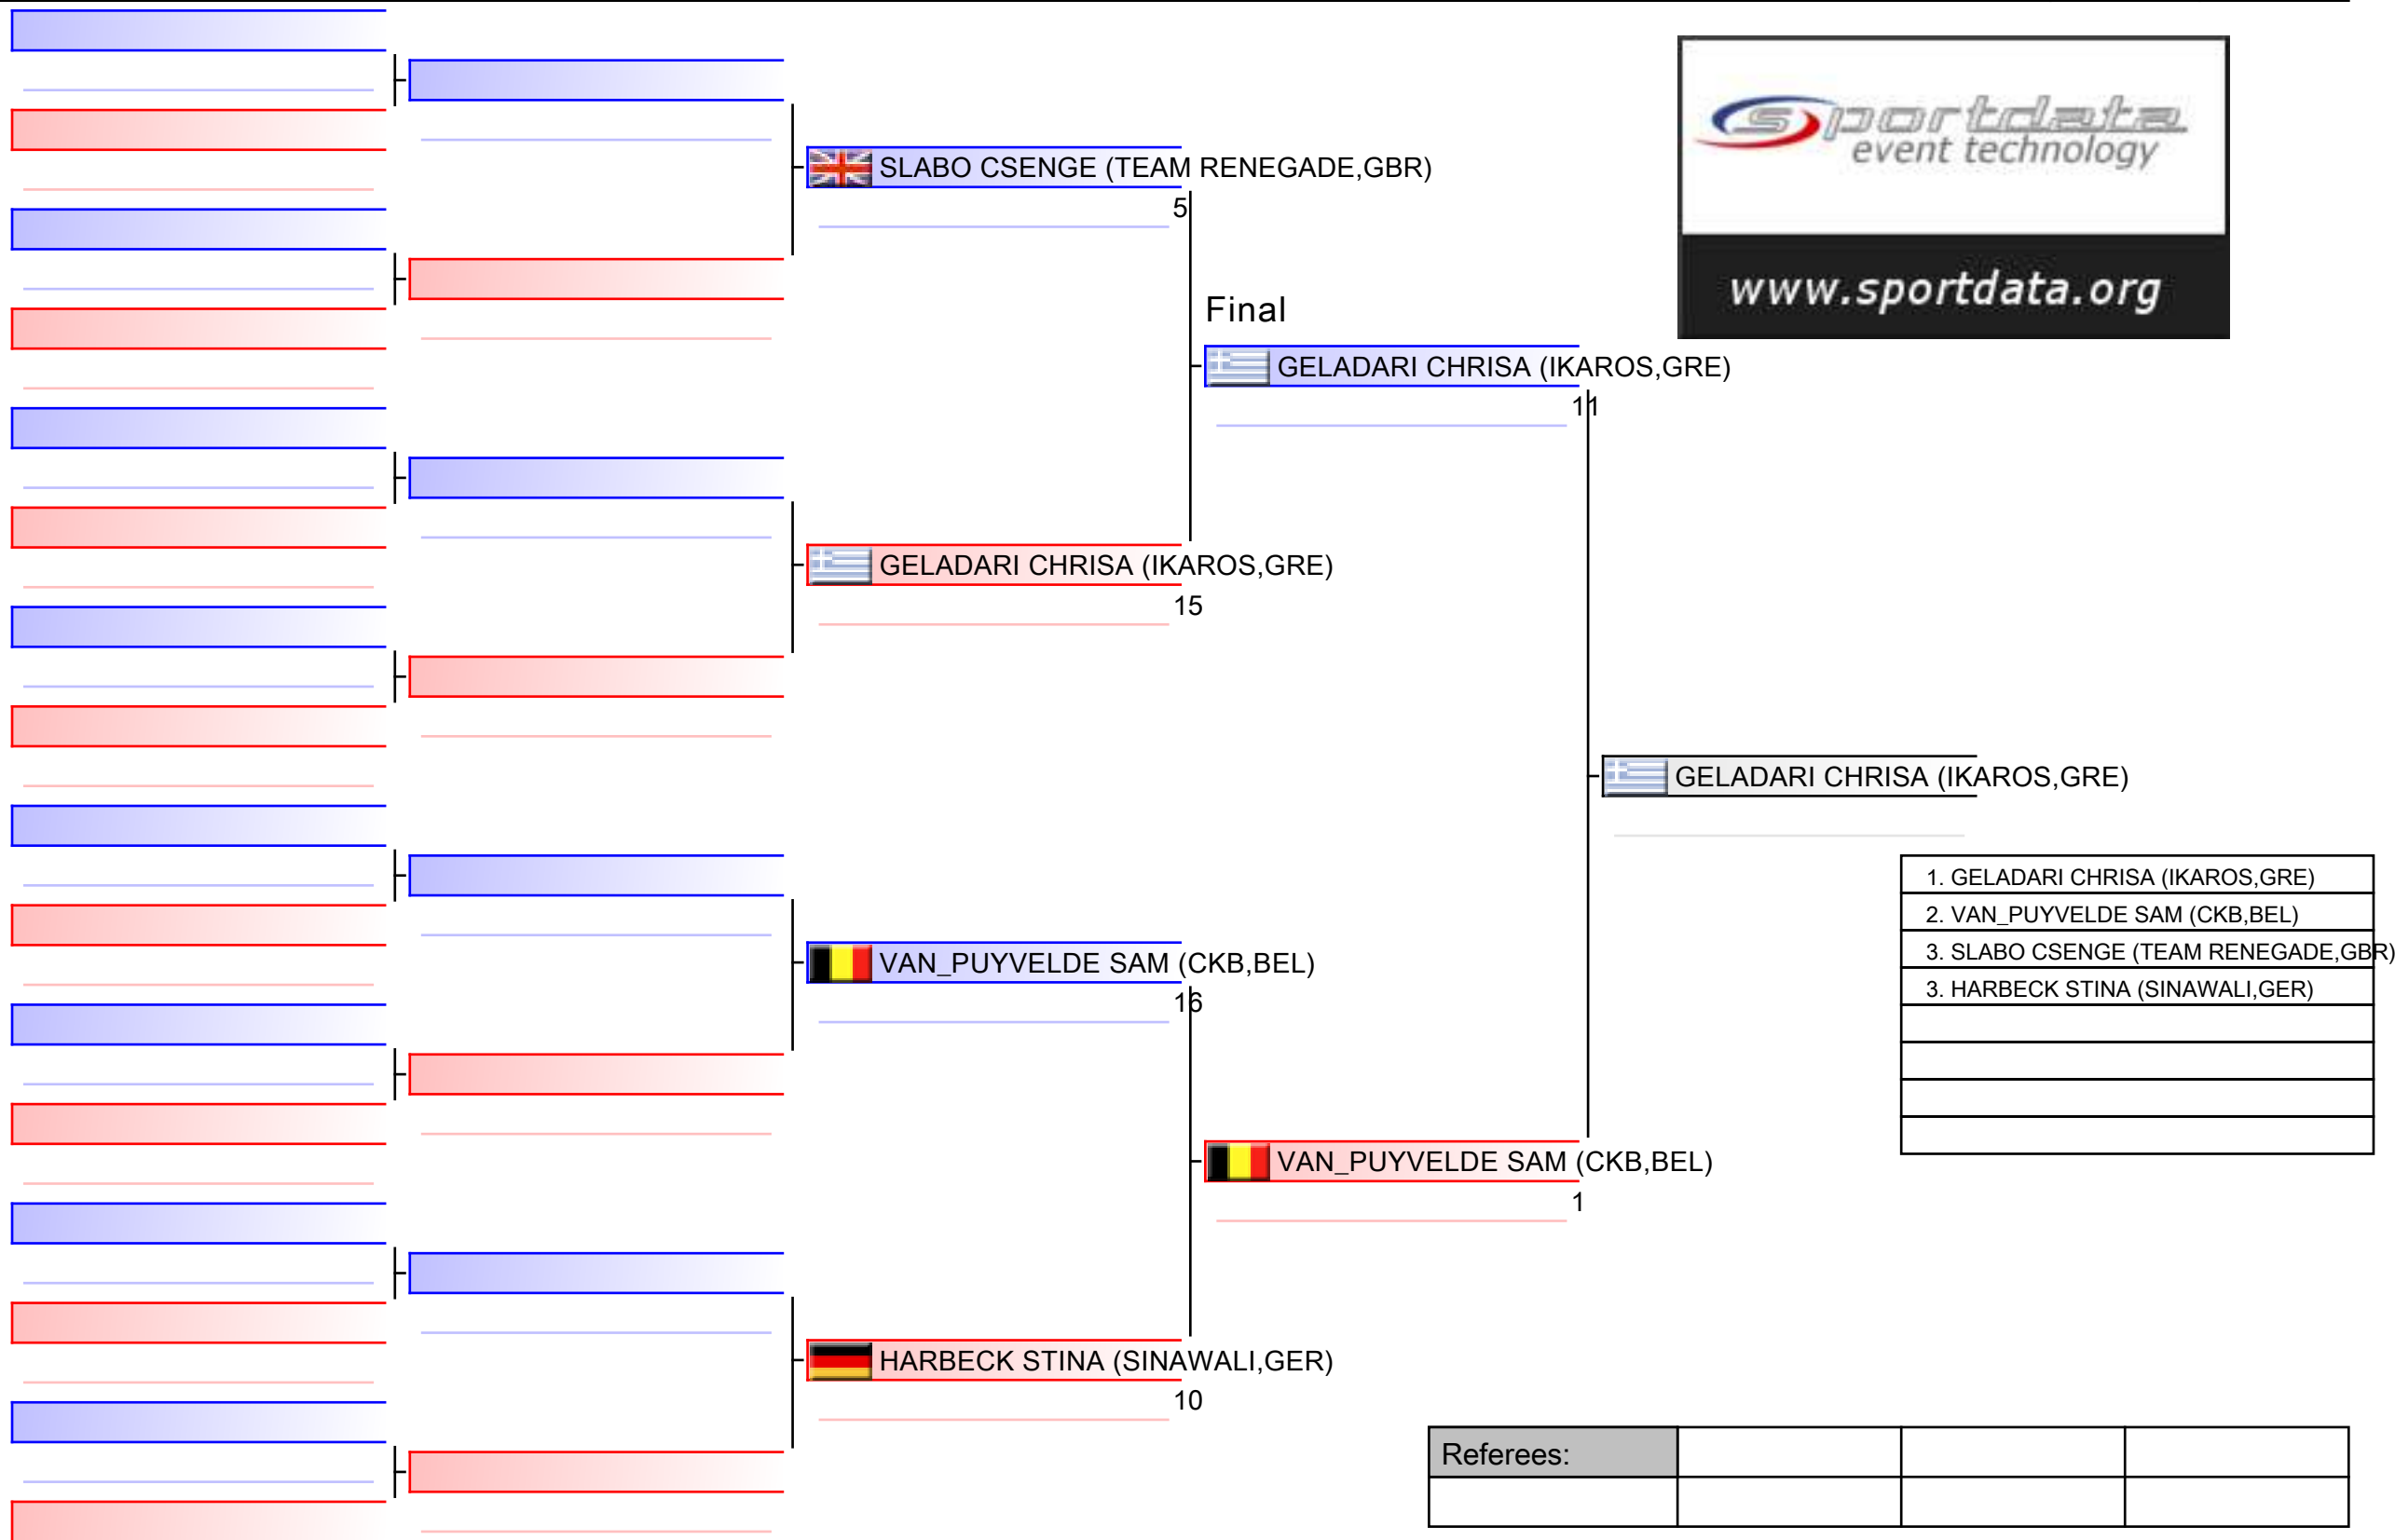 sportdata
event technology
www.sportdata.org
SLABO CSENGE (TEAM RENEGADE,GBR)
5
Final
GELADARI CHRISA (IKAROS,GRE)
11
GELADARI CHRISA (IKAROS,GRE)
15
GELADARI CHRISA (IKAROS,GRE)
1. GELADARI CHRISA (IKAROS,GRE)
2. VAN_PUYVELDE SAM (CKB,BEL)
3. SLABO CSENGE (TEAM RENEGADE,GBR)
3. HARBECK STINA (SINAWALI,GER)
VAN_PUYVELDE SAM (CKB,BEL)
16
VAN_PUYVELDE SAM (CKB,BEL)
1
HARBECK STINA (SINAWALI,GER)
10
Referees: